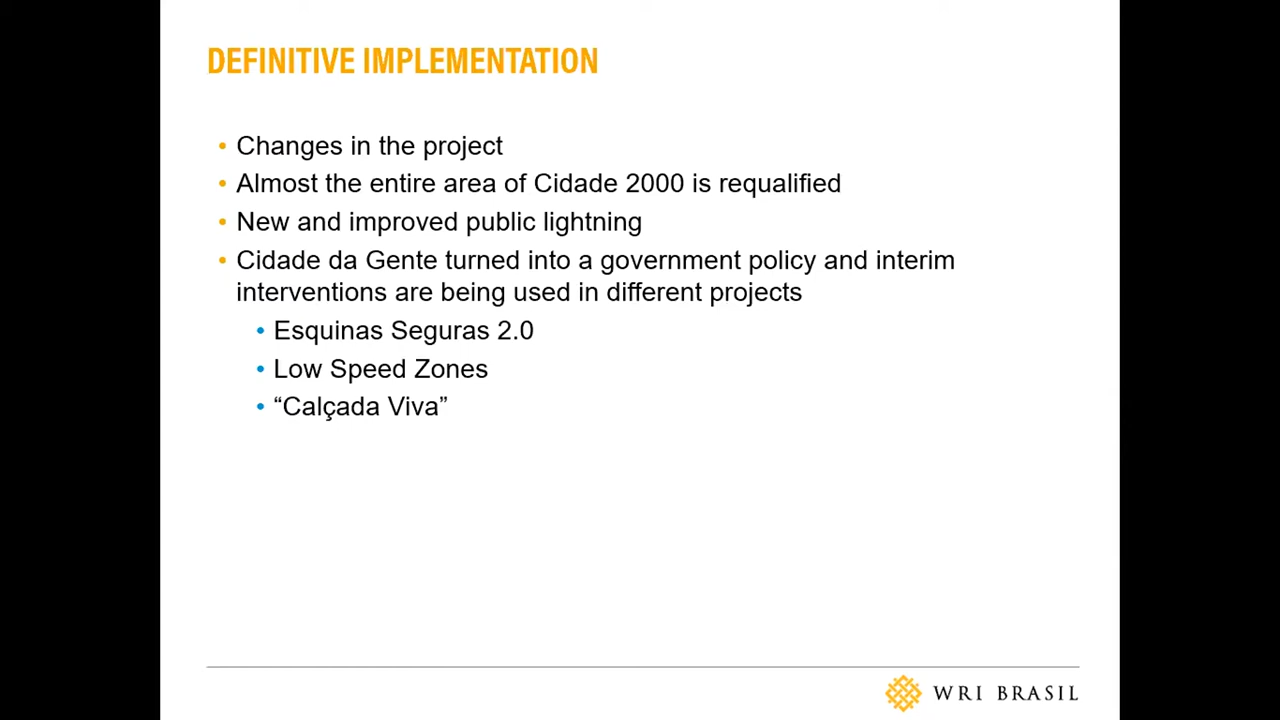 DEFINITIVE IMPLEMENTATION
• Changes in the project
• Almost the entire area of Cidade 2000 is requalified
• New and improved public lightning
• Cidade da Gente turned into a government policy and interim
interventions are being used in different projects
• Esquinas Seguras 2.0
• Low Speed Zones
• “Calçada Viva”
WRI BRASIL